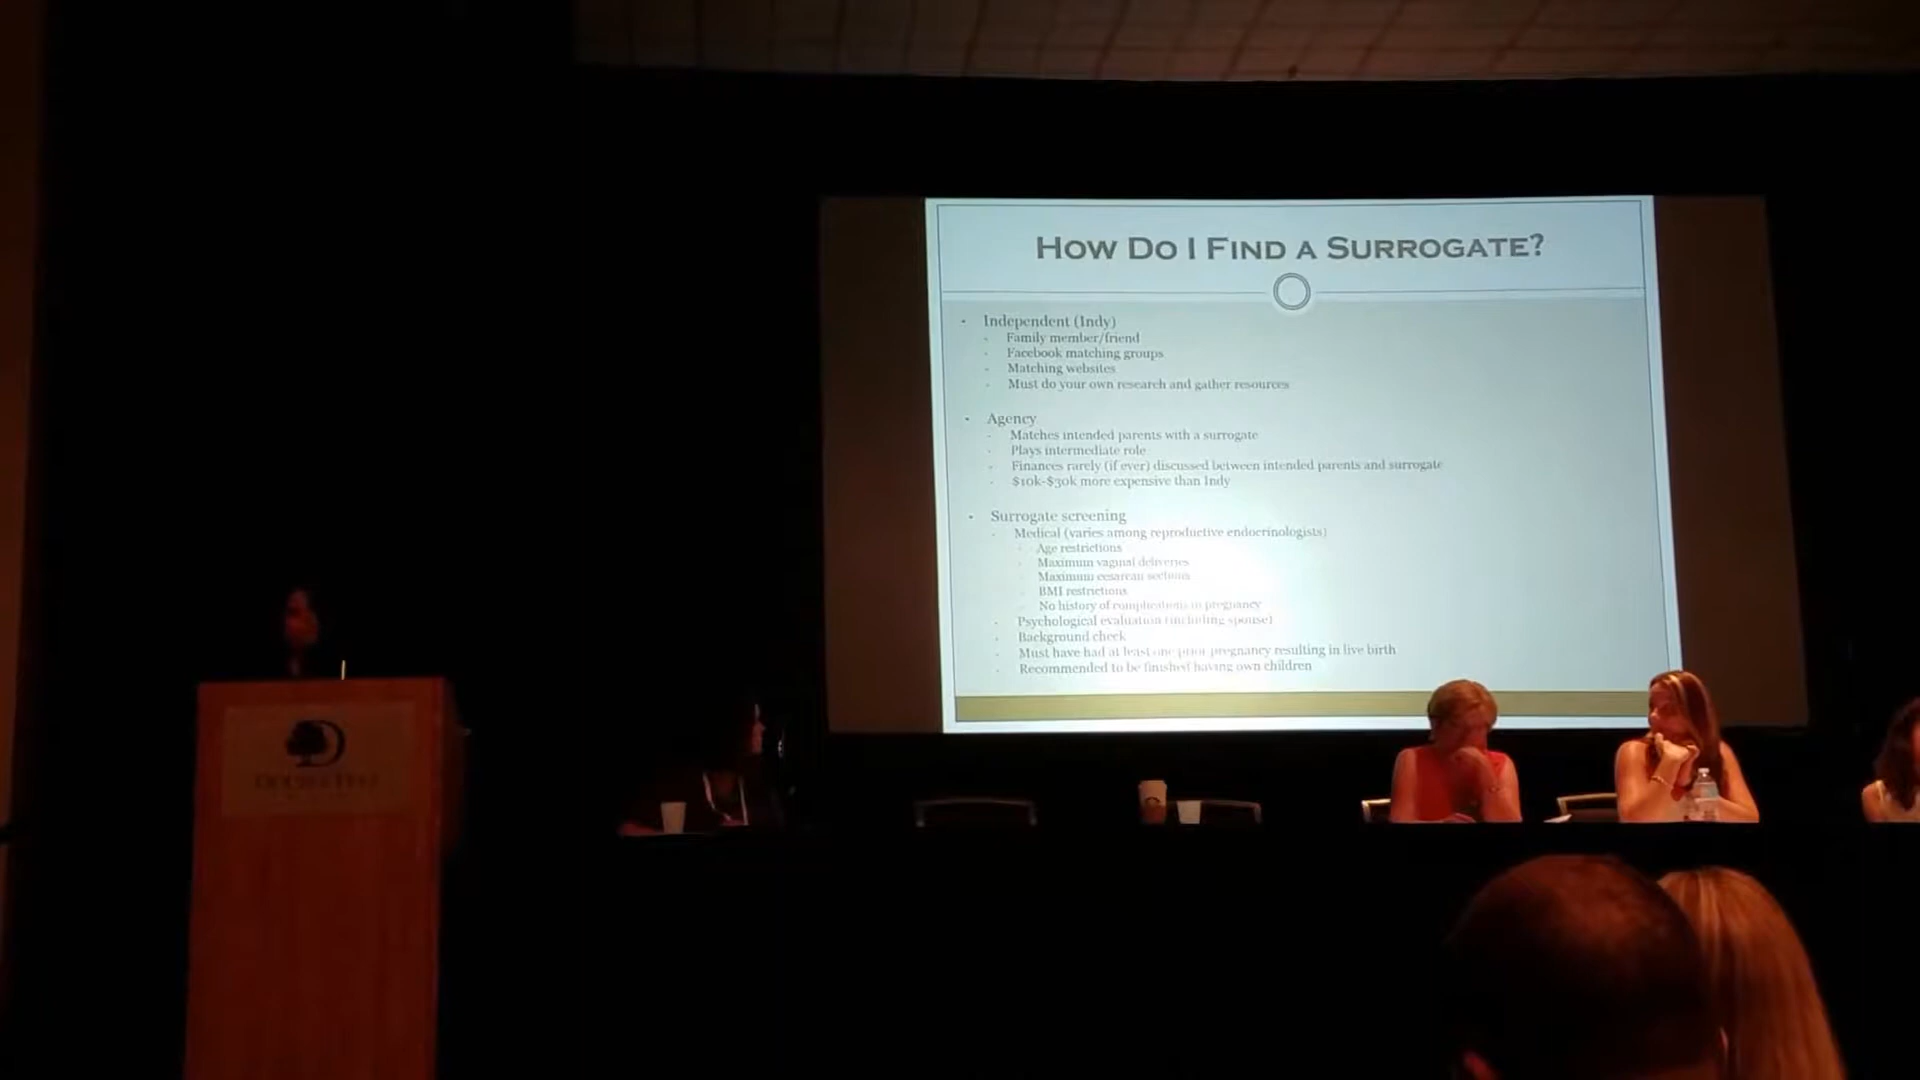 HOW DO I FIND A SURROGATE?
- Independent (Indy)
- Family member/friend
- Facebook matching groups
- Matching websites
- Must do your own research and gather resources
- Agency
- Matches intended parents with a surrogate
- Plays intermediate role
- Finances rarely (if ever) discussed between intended parents and surrogate
- $10k-$30k more expensive than Indy
- Surrogate screening
- Medical (varies among reproductive endocrinologists)
- Age restrictions
- Maximum vaginal deliveries
- Maximum cesarean sections
- BMI restrictions
- No history of complications in pregnancy
- Psychological evaluation (including spouse)
- Background check
- Must have had at least one prior pregnancy resulting in live birth
- Recommended to be finished having own children